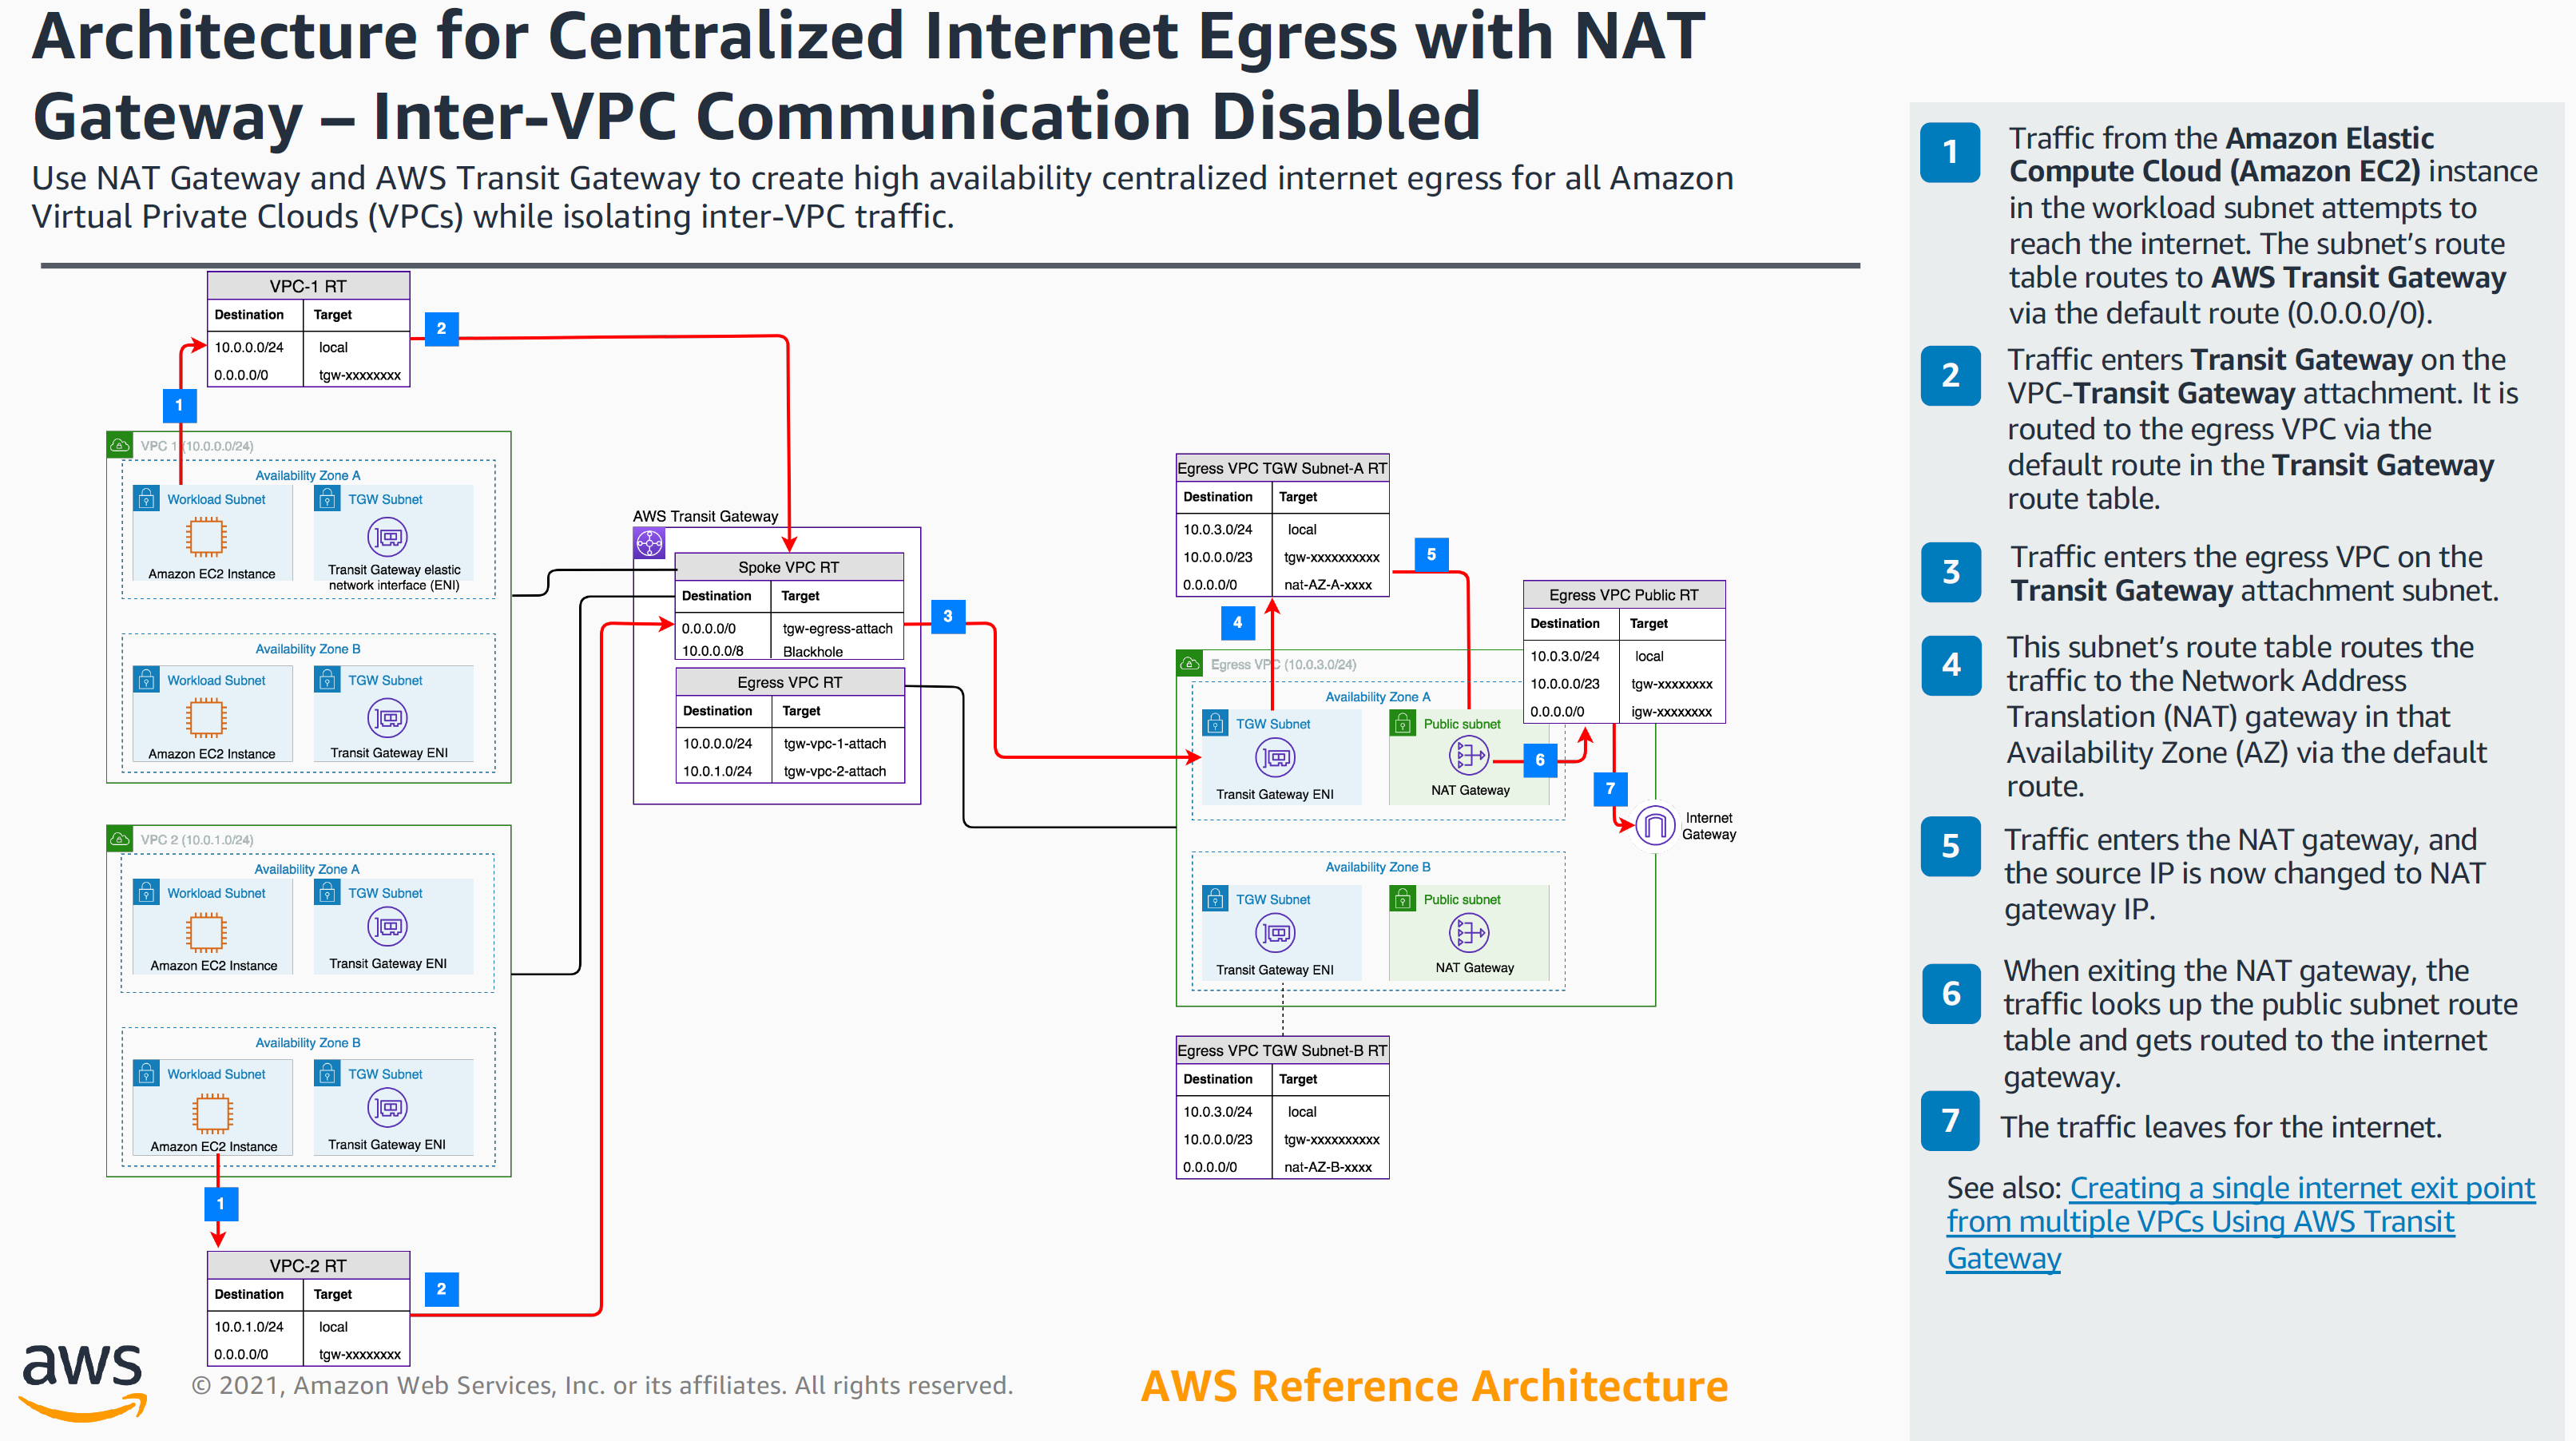 Architecture for Centralized Internet Egress with NAT
Gateway – Inter-VPC Communication Disabled
Use NAT Gateway and AWS Transit Gateway to create high availability centralized internet egress for all Amazon
Virtual Private Clouds (VPCs) while isolating inter-VPC traffic.
VPC-1 RT
Destination Target
10.0.0.0/24 local
0.0.0.0/0 tgw-xxxxxxxx
2
1
VPC 1 (10.0.0.0/24)
Availability Zone A
Workload Subnet
Amazon EC2 Instance
TGW Subnet
Transit Gateway elastic
network interface (ENI)
Availability Zone B
Workload Subnet
Amazon EC2 Instance
TGW Subnet
Transit Gateway ENI
VPC 2 (10.0.1.0/24)
Availability Zone A
Workload Subnet
Amazon EC2 Instance
TGW Subnet
Transit Gateway ENI
Availability Zone B
Workload Subnet
Amazon EC2 Instance
TGW Subnet
Transit Gateway ENI
1
VPC-2 RT
Destination Target
10.0.1.0/24 local
0.0.0.0/0 tgw-xxxxxxxx
2
AWS Transit Gateway
Spoke VPC RT
Destination Target
0.0.0.0/0 tgw-egress-attach
10.0.0.0/8 Blackhole
Egress VPC RT
Destination Target
10.0.0.0/24 tgw-vpc-1-attach
10.0.1.0/24 tgw-vpc-2-attach
3
Egress VPC TGW Subnet-A RT
Destination Target
10.0.3.0/24 local
10.0.0.0/23 tgw-xxxxxxxxxx
0.0.0.0/0 nat-AZ-A-xxxx
4
5
Egress VPC Public RT
Destination Target
10.0.3.0/24 local
10.0.0.0/23 tgw-xxxxxxxx
0.0.0.0/0 igw-xxxxxxxx
Egress VPC (10.0.3.0/24)
Availability Zone A
TGW Subnet
Transit Gateway ENI
Public subnet
NAT Gateway
6
7
Internet
Gateway
Availability Zone B
TGW Subnet
Transit Gateway ENI
Public subnet
NAT Gateway
Egress VPC TGW Subnet-B RT
Destination Target
10.0.3.0/24 local
10.0.0.0/23 tgw-xxxxxxxxxx
0.0.0.0/0 nat-AZ-B-xxxx
1
Traffic from the Amazon Elastic
Compute Cloud (Amazon EC2) instance
in the workload subnet attempts to
reach the internet. The subnet’s route
table routes to AWS Transit Gateway
via the default route (0.0.0.0/0).
2
Traffic enters Transit Gateway on the
VPC-Transit Gateway attachment. It is
routed to the egress VPC via the
default route in the Transit Gateway
route table.
3
Traffic enters the egress VPC on the
Transit Gateway attachment subnet.
4
This subnet’s route table routes the
traffic to the Network Address
Translation (NAT) gateway in that
Availability Zone (AZ) via the default
route.
5
Traffic enters the NAT gateway, and
the source IP is now changed to NAT
gateway IP.
6
When exiting the NAT gateway, the
traffic looks up the public subnet route
table and gets routed to the internet
gateway.
7
The traffic leaves for the internet.
See also: Creating a single internet exit point
from multiple VPCs Using AWS Transit
Gateway
aws
© 2021, Amazon Web Services, Inc. or its affiliates. All rights reserved.
AWS Reference Architecture